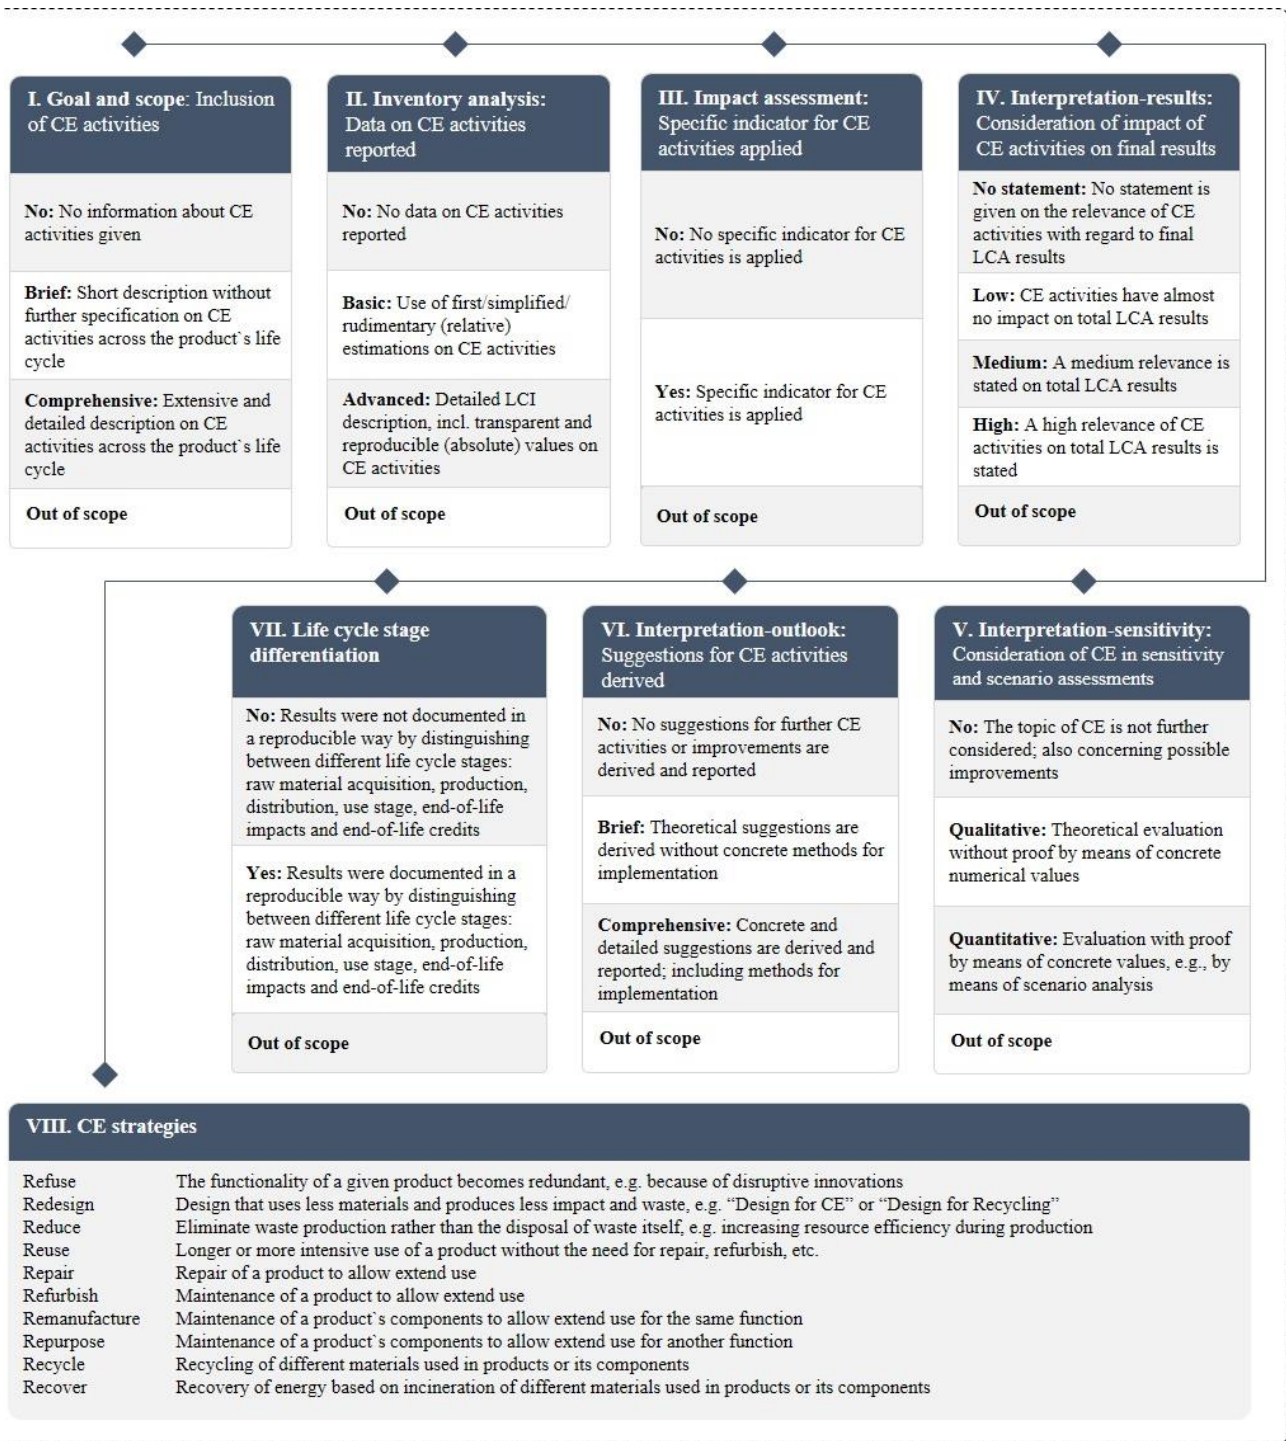 I. Goal and scope: Inclusion
of CE activities
No: No information about CE
activities given
Brief: Short description without
further specification on CE
activities across the product`s life
cycle
Comprehensive: Extensive and
detailed description on CE
activities across the product`s life
cycle
Out of scope
II. Inventory analysis:
Data on CE activities
reported
No: No data on CE activities
reported
Basic: Use of first/simplified/
rudimentary (relative)
estimations on CE activities
Advanced: Detailed LCI
description, incl. transparent and
reproducible (absolute) values on
CE activities
Out of scope
III. Impact assessment:
Specific indicator for CE
activities applied
No: No specific indicator for CE
activities is applied
Yes: Specific indicator for CE
activities is applied
Out of scope
IV. Interpretation-results:
Consideration of impact of
CE activities on final results
No statement: No statement is
given on the relevance of CE
activities with regard to final
LCA results
Low: CE activities have almost
no impact on total LCA results
Medium: A medium relevance is
stated on total LCA results
High: A high relevance of CE
activities on total LCA results is
stated
Out of scope
VII. Life cycle stage
differentiation
No: Results were not documented in
a reproducible way by distinguishing
between different life cycle stages:
raw material acquisition, production,
distribution, use stage, end-of-life
impacts and end-of-life credits
Yes: Results were documented in a
reproducible way by distinguishing
between different life cycle stages:
raw material acquisition, production,
distribution, use stage, end-of-life
impacts and end-of-life credits
Out of scope
VI. Interpretation-outlook:
Suggestions for CE activities
derived
No: No suggestions for further CE
activities or improvements are
derived and reported
Brief: Theoretical suggestions are
derived without concrete methods for
implementation
Comprehensive: Concrete and
detailed suggestions are derived and
reported; including methods for
implementation
Out of scope
V. Interpretation-sensitivity:
Consideration of CE in sensitivity
and scenario assessments
No: The topic of CE is not further
considered; also concerning possible
improvements
Qualitative: Theoretical evaluation
without proof by means of concrete
numerical values
Quantitative: Evaluation with proof
by means of concrete values, e.g., by
means of scenario analysis
Out of scope
VIII. CE strategies
Refuse The functionality of a given product becomes redundant, e.g. because of disruptive innovations
Redesign Design that uses less materials and produces less impact and waste, e.g. “Design for CE” or “Design for Recycling”
Reduce Eliminate waste production rather than the disposal of waste itself, e.g. increasing resource efficiency during production
Reuse Longer or more intensive use of a product without the need for repair, refurbish, etc.
Repair Repair of a product to allow extend use
Refurbish Maintenance of a product to allow extend use
Remanufacture Maintenance of a product`s components to allow extend use for the same function
Repurpose Maintenance of a product`s components to allow extend use for another function
Recycle Recycling of different materials used in products or its components
Recover Recovery of energy based on incineration of different materials used in products or its components